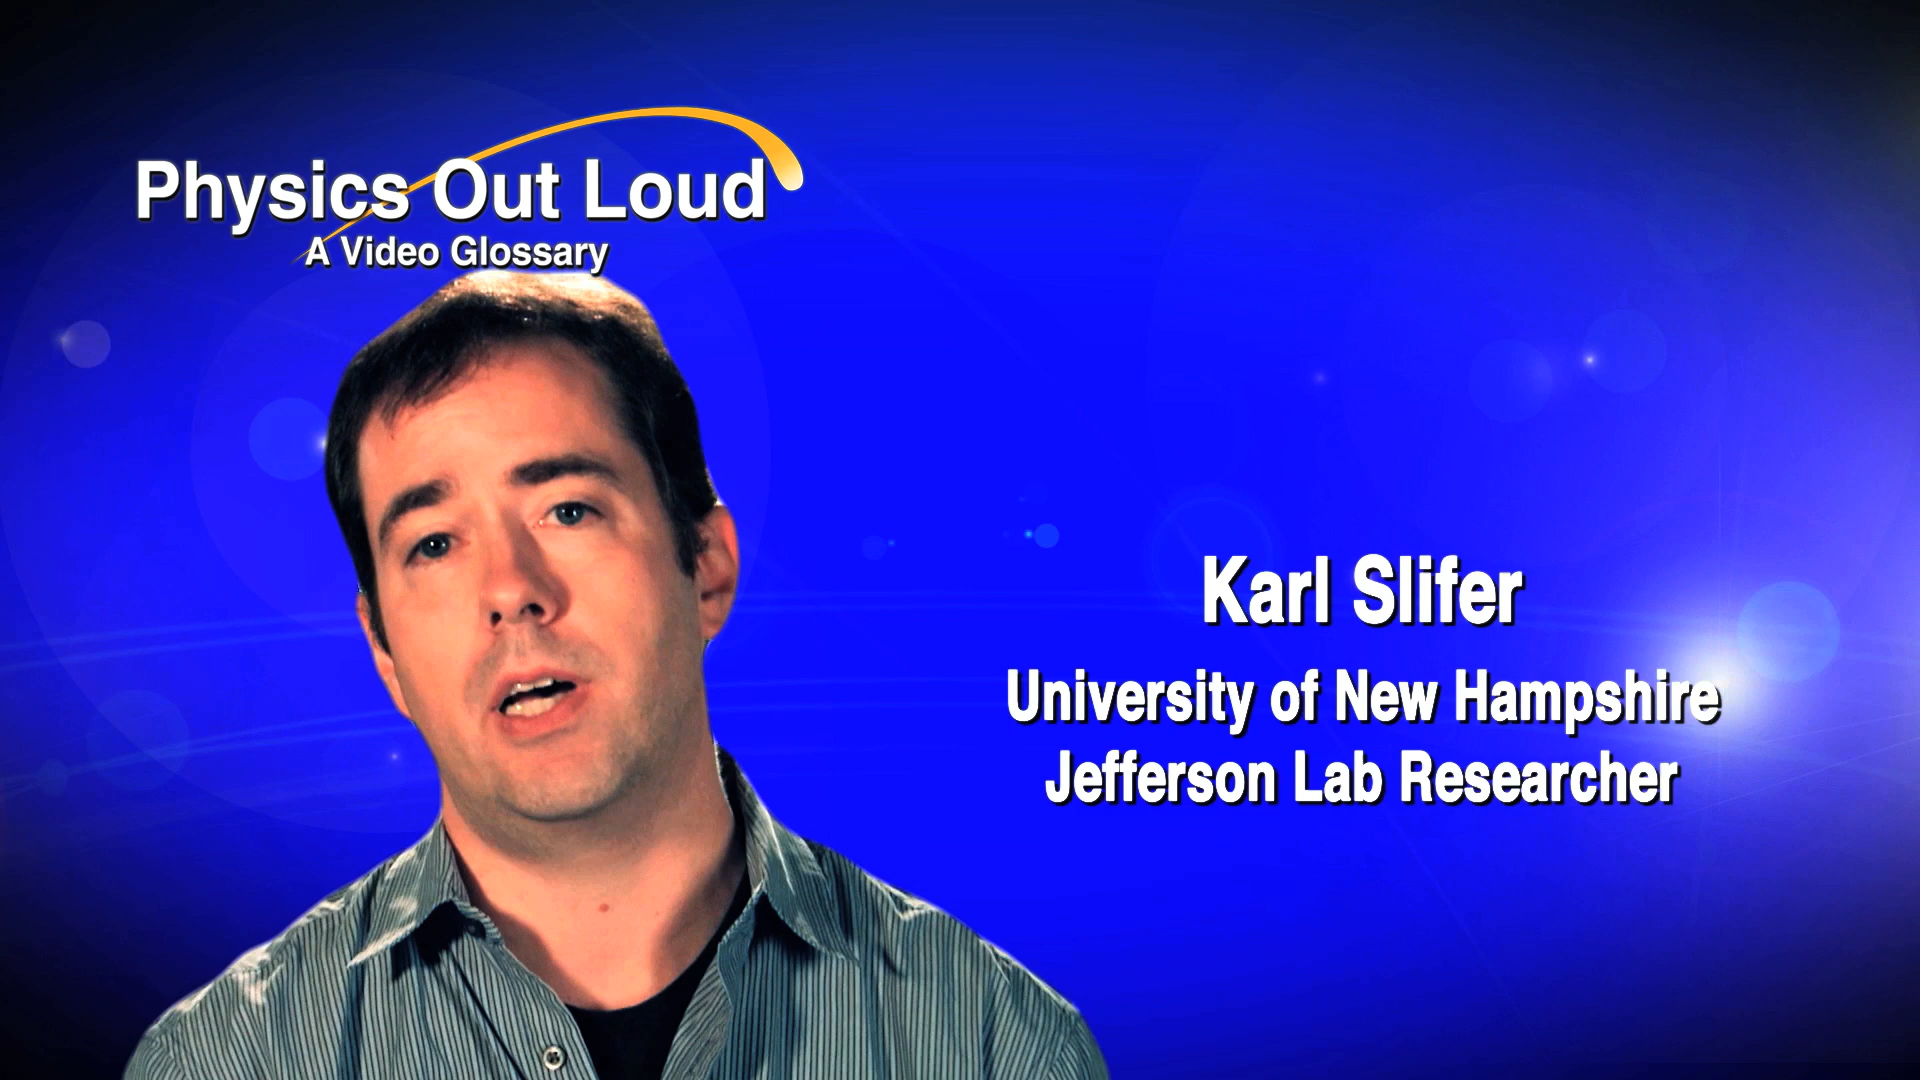 Physics Out Loud
A Video Glossary
Karl Slifer
University of New Hampshire
Jefferson Lab Researcher